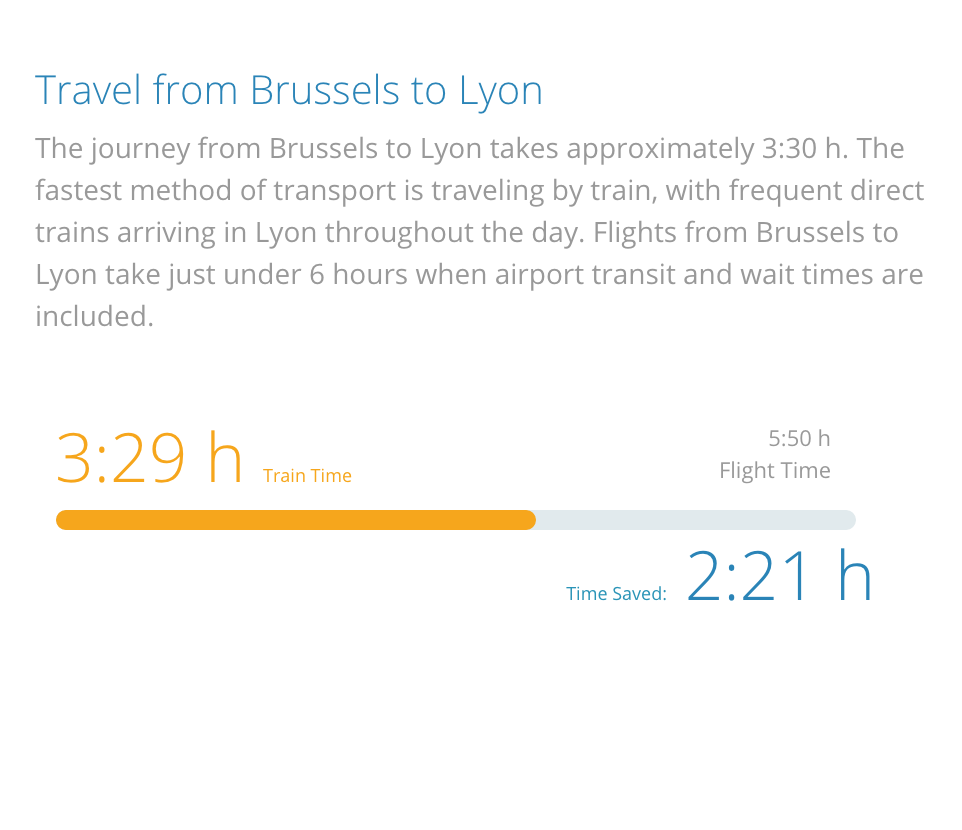 Travel from Brussels to Lyon
The journey from Brussels to Lyon takes approximately 3:30 h. The
fastest method of transport is traveling by train, with frequent direct
trains arriving in Lyon throughout the day. Flights from Brussels to
Lyon take just under 6 hours when airport transit and wait times are
included.
3:29 h Train Time
5:50 h
Flight Time
Time Saved: 2:21 h